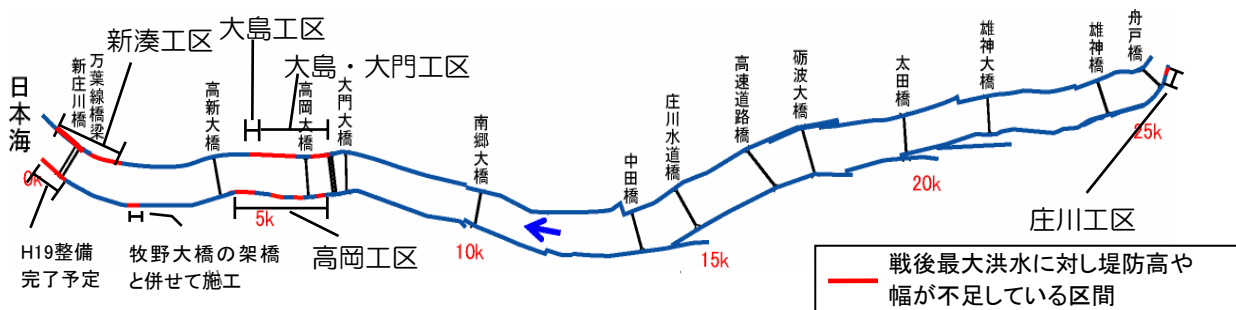 新湊工区
大島工区
大島・大門工区
日本海
新庄川橋
万葉線橋梁
高新大橋
高岡大橋
大門大橋
南郷大橋
中田橋
庄川水道橋
高速道路橋
砺波大橋
太田橋
雄神大橋
雄神橋
舟戸橋
0k
5k
10k
15k
20k
25k
H19整備
完了予定
牧野大橋の架橋
と併せて施工
高岡工区
庄川工区
戦後最大洪水に対し堤防高や
幅が不足している区間